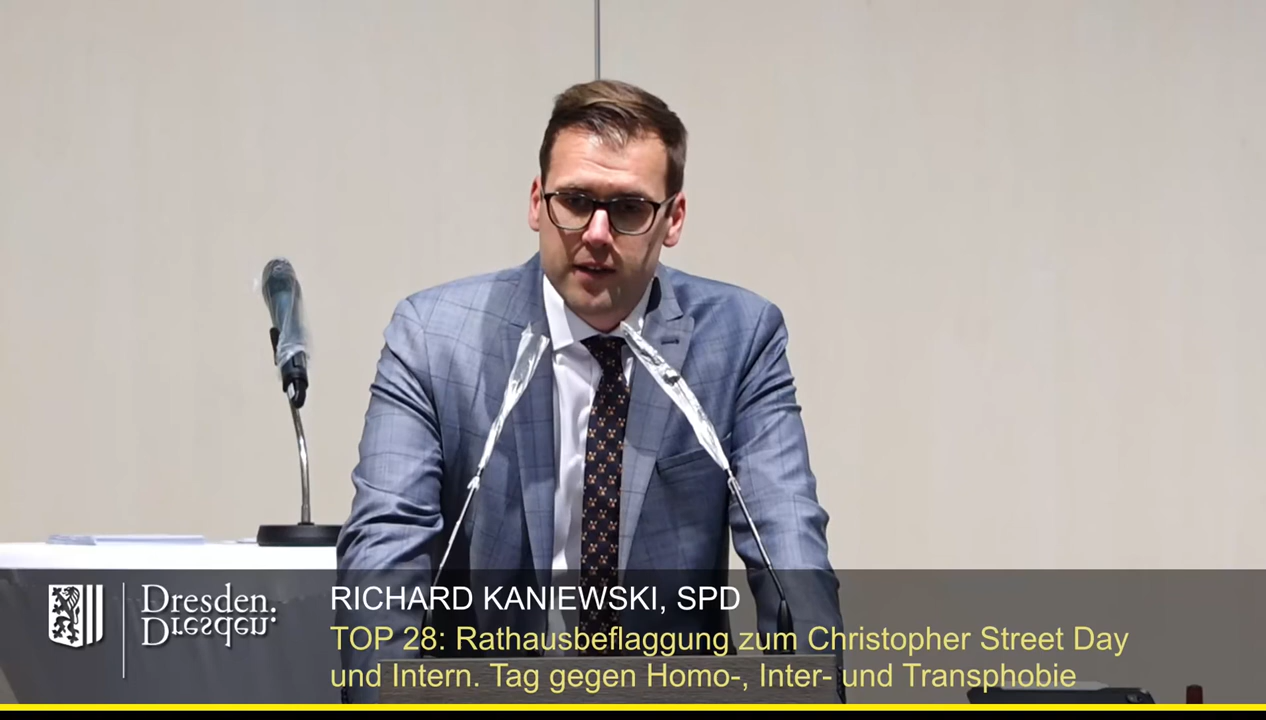 Dresden.
Dresden.
RICHARD KANIEWSKI, SPD
TOP 28: Rathausbeflaggung zum Christopher Street Day
und Intern. Tag gegen Homo-, Inter- und Transphobie